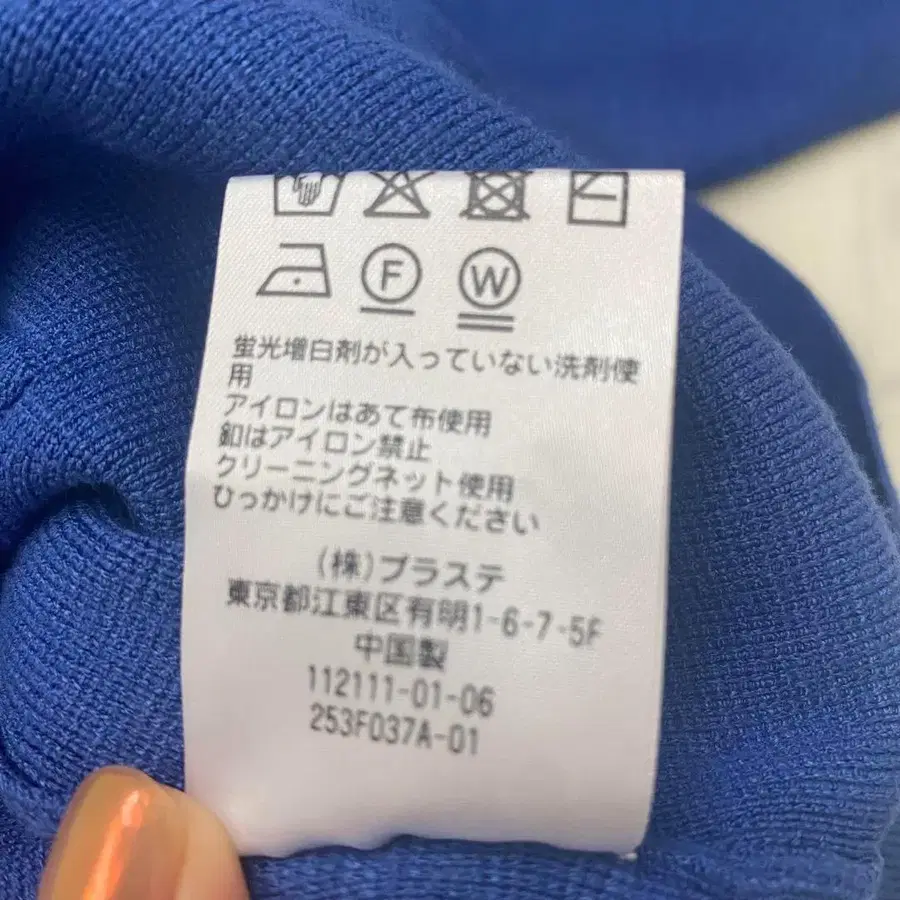 F W
蛍光増白剤が入っていない洗剤使
用
アイロンはあて布使用
釦はアイロン禁止
クリーニングネット使用
ひっかけにご注意ください
(株)プラステ
東京都江東区有明1-6-7-5F
中国製
112111-01-06
253F037A-01